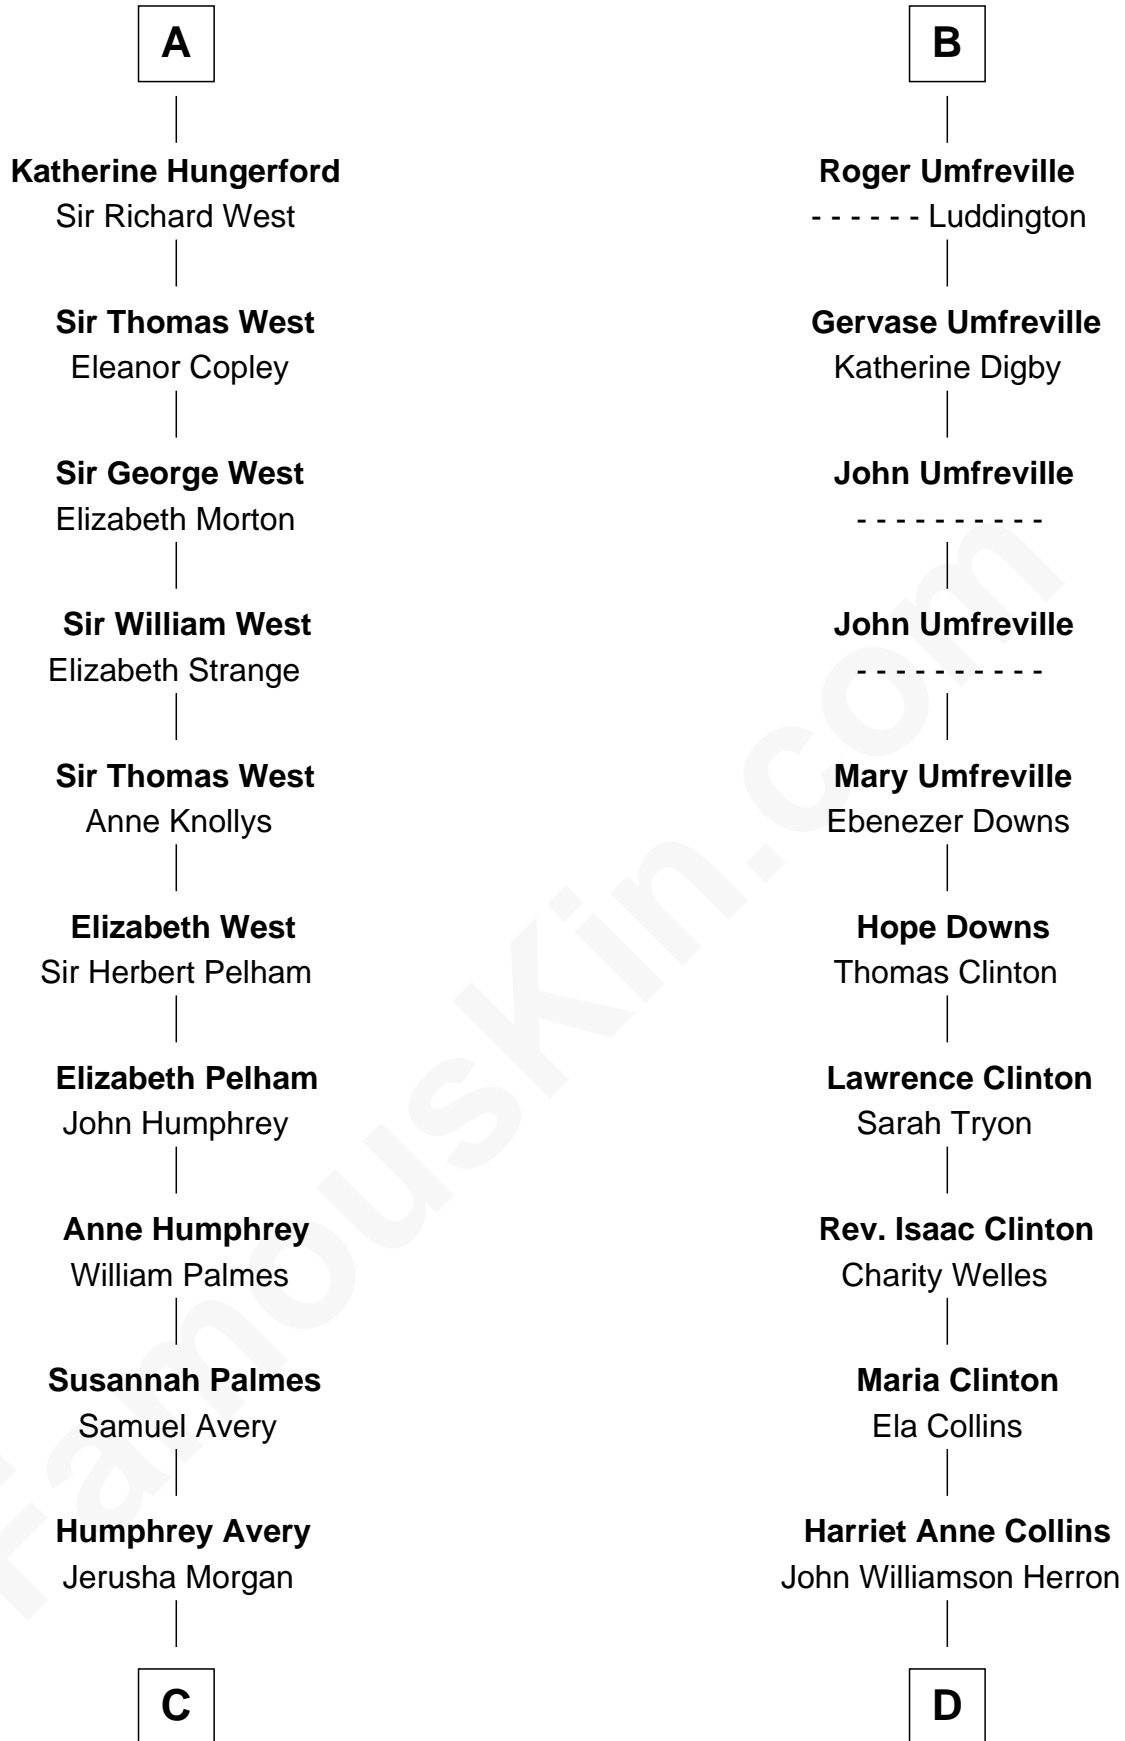 A
Katherine Hungerford
Sir Richard West
Sir Thomas West
Eleanor Copley
Sir George West
Elizabeth Morton
Sir William West
Elizabeth Strange
Sir Thomas West
Anne Knollys
Elizabeth West
Sir Herbert Pelham
Elizabeth Pelham
John Humphrey
Anne Humphrey
William Palmes
Susannah Palmes
Samuel Avery
Humphrey Avery
Jerusha Morgan
C
B
Roger Umfreville
- - - - - - Luddington
Gervase Umfreville
Katherine Digby
John Umfreville
- - - - - - - - - -
John Umfreville
- - - - - - - - - -
Mary Umfreville
Ebenezer Downs
Hope Downs
Thomas Clinton
Lawrence Clinton
Sarah Tryon
Rev. Isaac Clinton
Charity Welles
Maria Clinton
Ela Collins
Harriet Anne Collins
John Williamson Herron
D
FamousKin.com